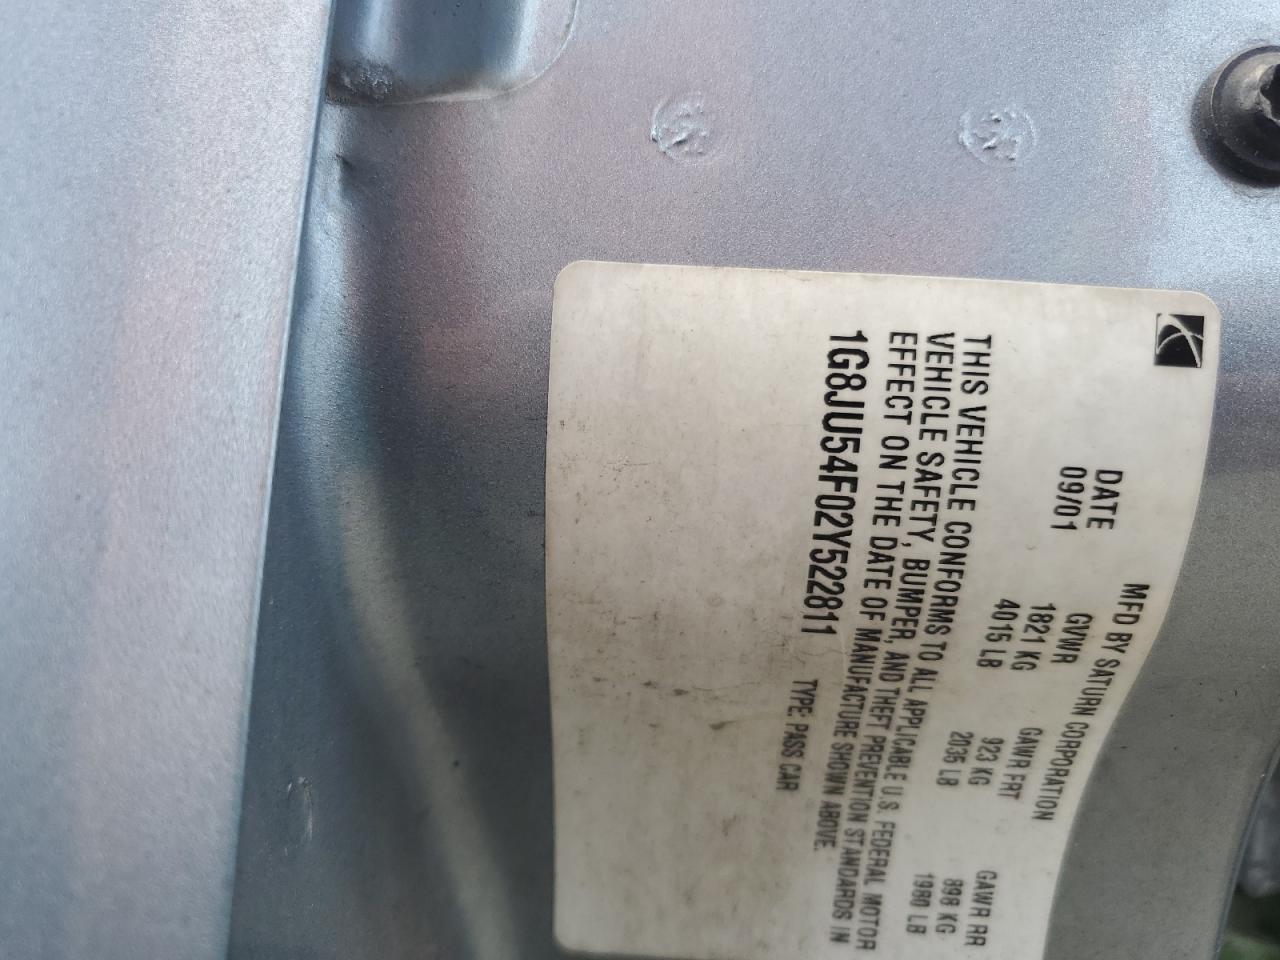 MFD BY SATURN CORPORATION
DATE GVWR GAWR FRT GAWR RR
09/01 1821 KG 923 KG 898 KG
4015 LB 2035 LB 1980 LB
THIS VEHICLE CONFORMS TO ALL APPLICABLE U.S. FEDERAL MOTOR
VEHICLE SAFETY, BUMPER, AND THEFT PREVENTION STANDARDS IN
EFFECT ON THE DATE OF MANUFACTURE SHOWN ABOVE.
1G8JU54F02Y522811 TYPE: PASS CAR